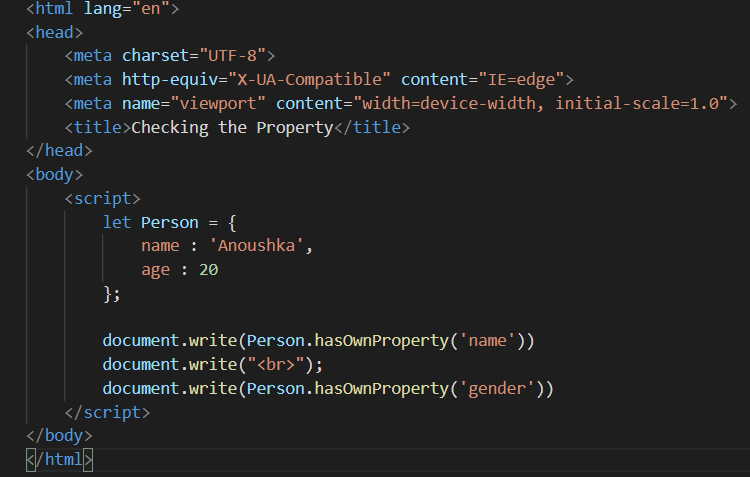 <html lang="en">
<head>
    <meta charset="UTF-8">
    <meta http-equiv="X-UA-Compatible" content="IE=edge">
    <meta name="viewport" content="width=device-width, initial-scale=1.0">
    <title>Checking the Property</title>
</head>
<body>
    <script>
        let Person = {
            name : 'Anoushka',
            age : 20
        };

        document.write(Person.hasOwnProperty('name'))
        document.write("<br>");
        document.write(Person.hasOwnProperty('gender'))
    </script>
</body>
</html>